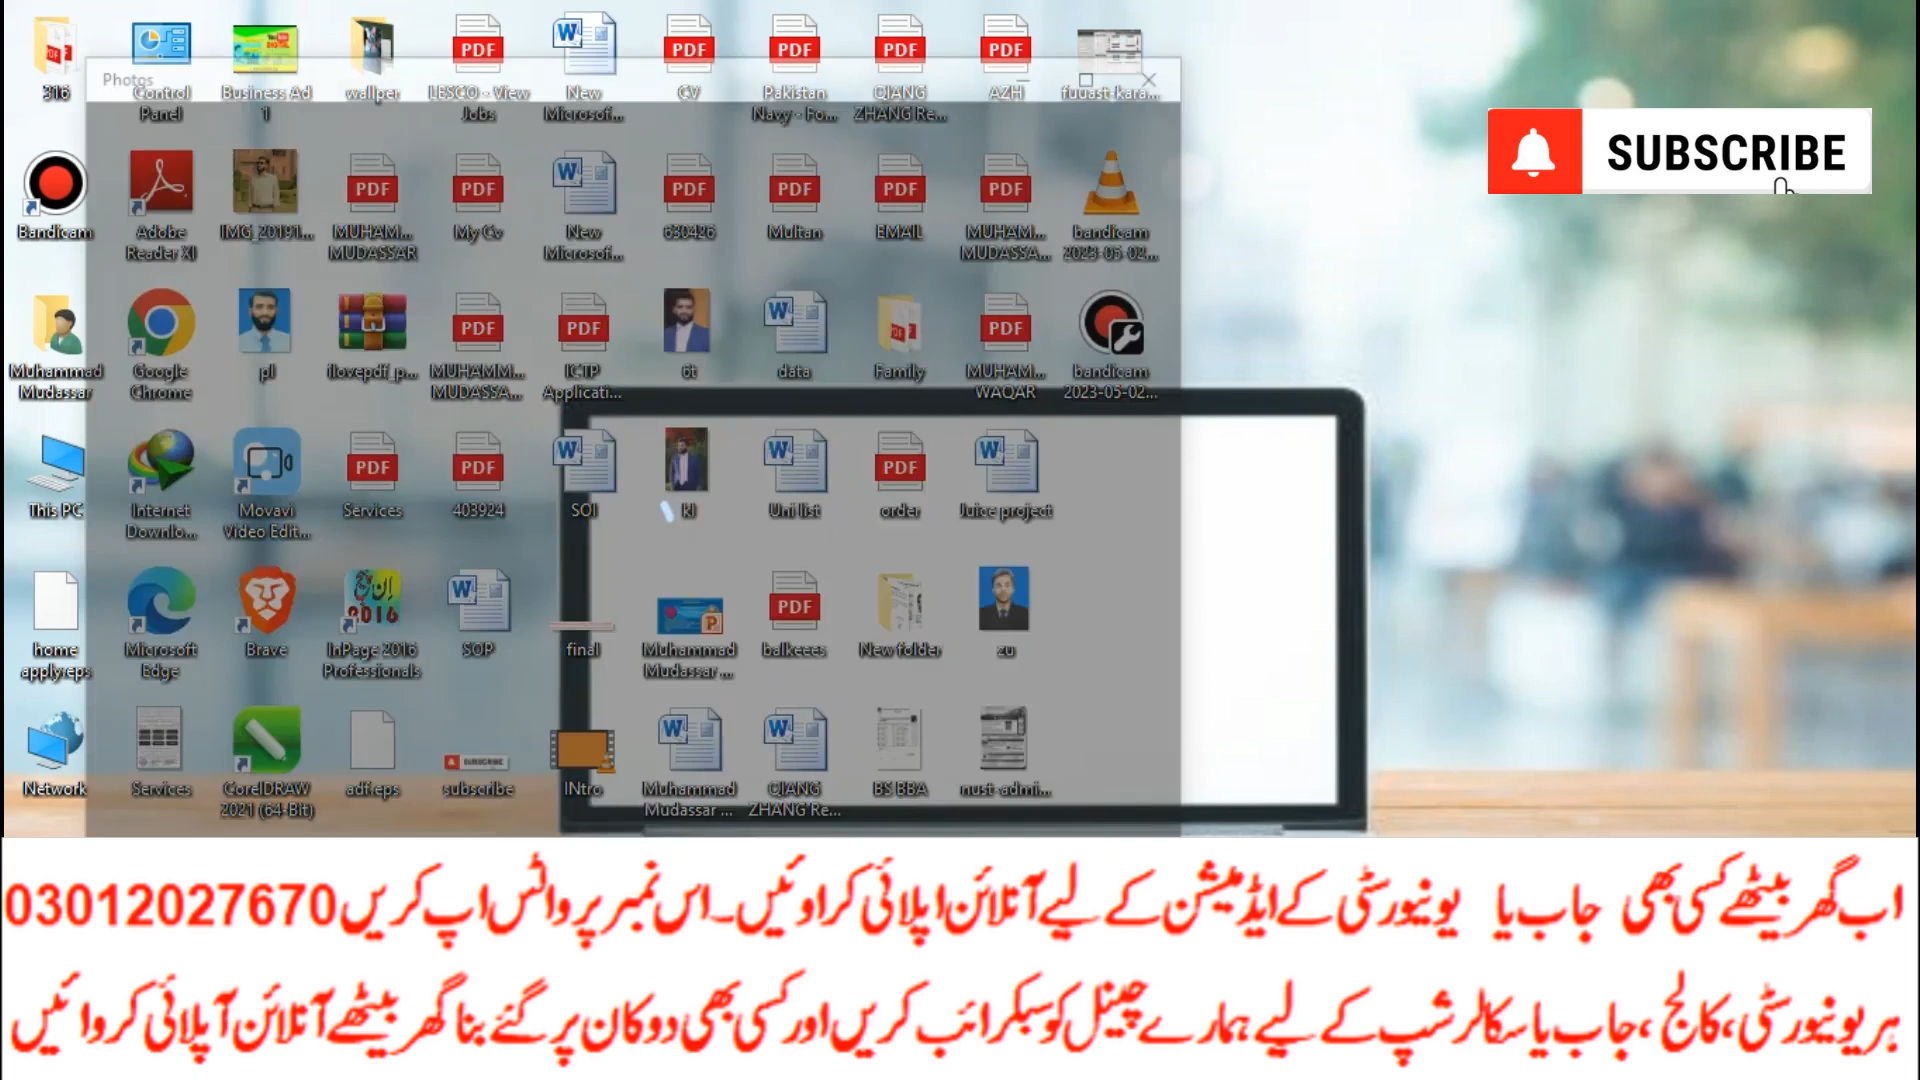 Photos
316
Control Panel
Business Ad 1
wallper
LESCO - View Jobs
New Microsof...
CV
Pakistan Navy - Fo...
QIANG ZHANG Re...
AZH
fuuast-kara...
SUBSCRIBE
Bandicam
Adobe Reader XI
IMG_20191...
MUHAM... MUDASSAR
My Cv
New Microsof...
630426
Multan
EMAIL
MUHAM... MUDASSA...
bandicam 2023-05-02...
Muhammad Mudassar
Google Chrome
pl
ilovepdf_p...
MUHAMM... MUDASSA...
ICTP Applicati...
6t
data
Family
MUHAM... WAQAR
bandicam 2023-05-02...
This PC
Internet Downlo...
Movavi Video Edit...
Services
403924
SOI
kl
Uni list
order
Juice project
home applyreps
Microsoft Edge
Brave
InPage 2016 Professionals
SOP
final
Muhammad Mudassar ...
balkeees
New folder
zu
Network
Services
CorelDRAW 2021 (64-Bit)
adfreps
subscribe
INtro
Muhammad Mudassar ...
QIANG ZHANG Re...
BS BBA
nust-admi...
اب گھر بیٹھے کسی بھی جاب یا یونیورسٹی کے ایڈمیشن کے لیے آنلائن اپلائی کراوئیں۔اس نمبر پر واٹس اپ کریں 03012027670
ہر یونیورسٹی، کالج ،جاب یا سکالرشپ کے لیے ہمارے چینل کو سبکرائب کریں اور کسی بھی دوکان پر گئے بنا گھر بیٹھے آنلائن آپلائی کروائیں